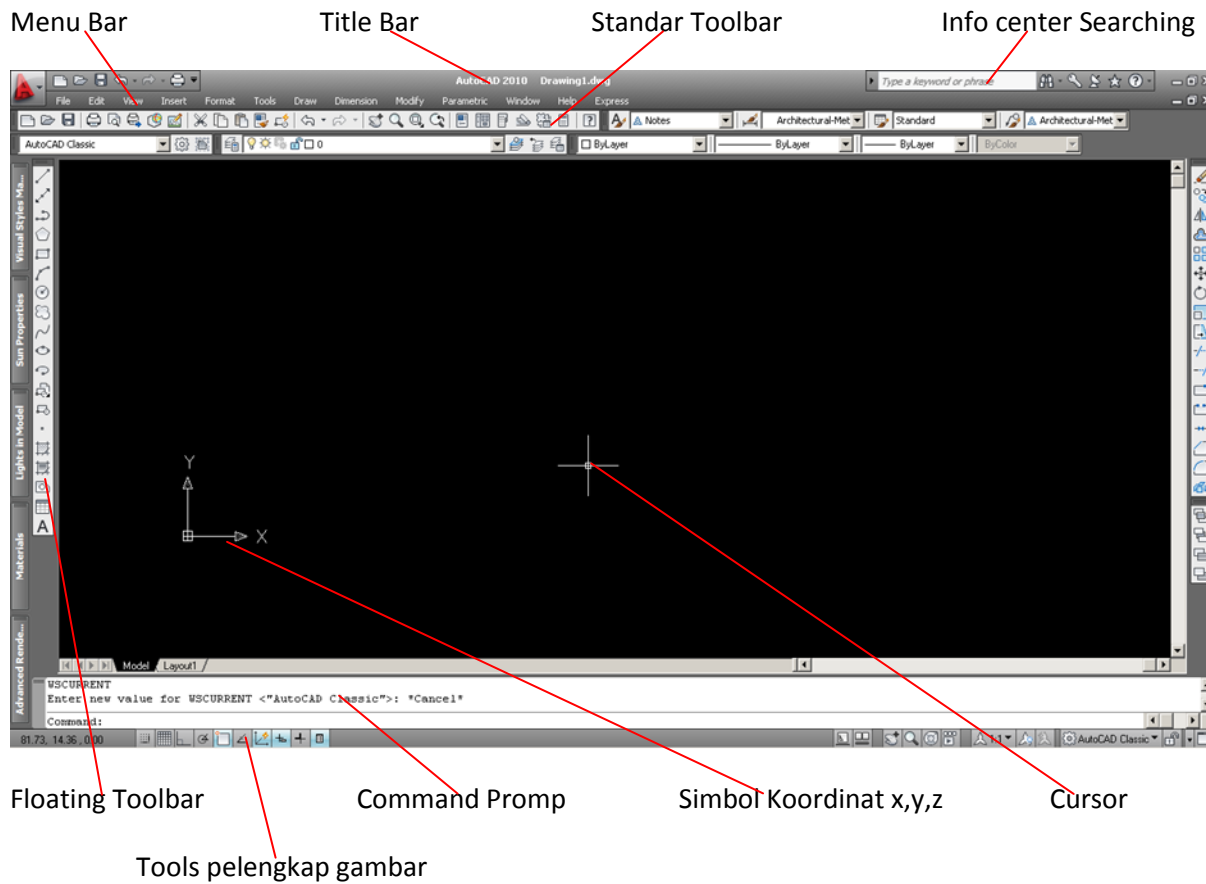 Menu Bar Title Bar Standar Toolbar Info center Searching
AutoCAD 2010 Drawing1.dwg Type a keyword or phrase
File Edit View Insert Format Tools Draw Dimension Modify Parametric Window Help Express
Notes Architectural-Met Standard Architectural-Met
AutoCAD Classic 0 ByLayer ByLayer ByLayer ByColor
Visual Styles Ma...
Sun Properties
Lights in Model
Materials
Advanced Rende...
A
Y
X
Model Layout1
WSCURRENT
Enter new value for WSCURRENT <"AutoCAD Classic">: *Cancel*
Command:
81.73, 14.36, 0.00 1:1 AutoCAD Classic
Floating Toolbar Command Promp Simbol Koordinat x,y,z Cursor
Tools pelengkap gambar